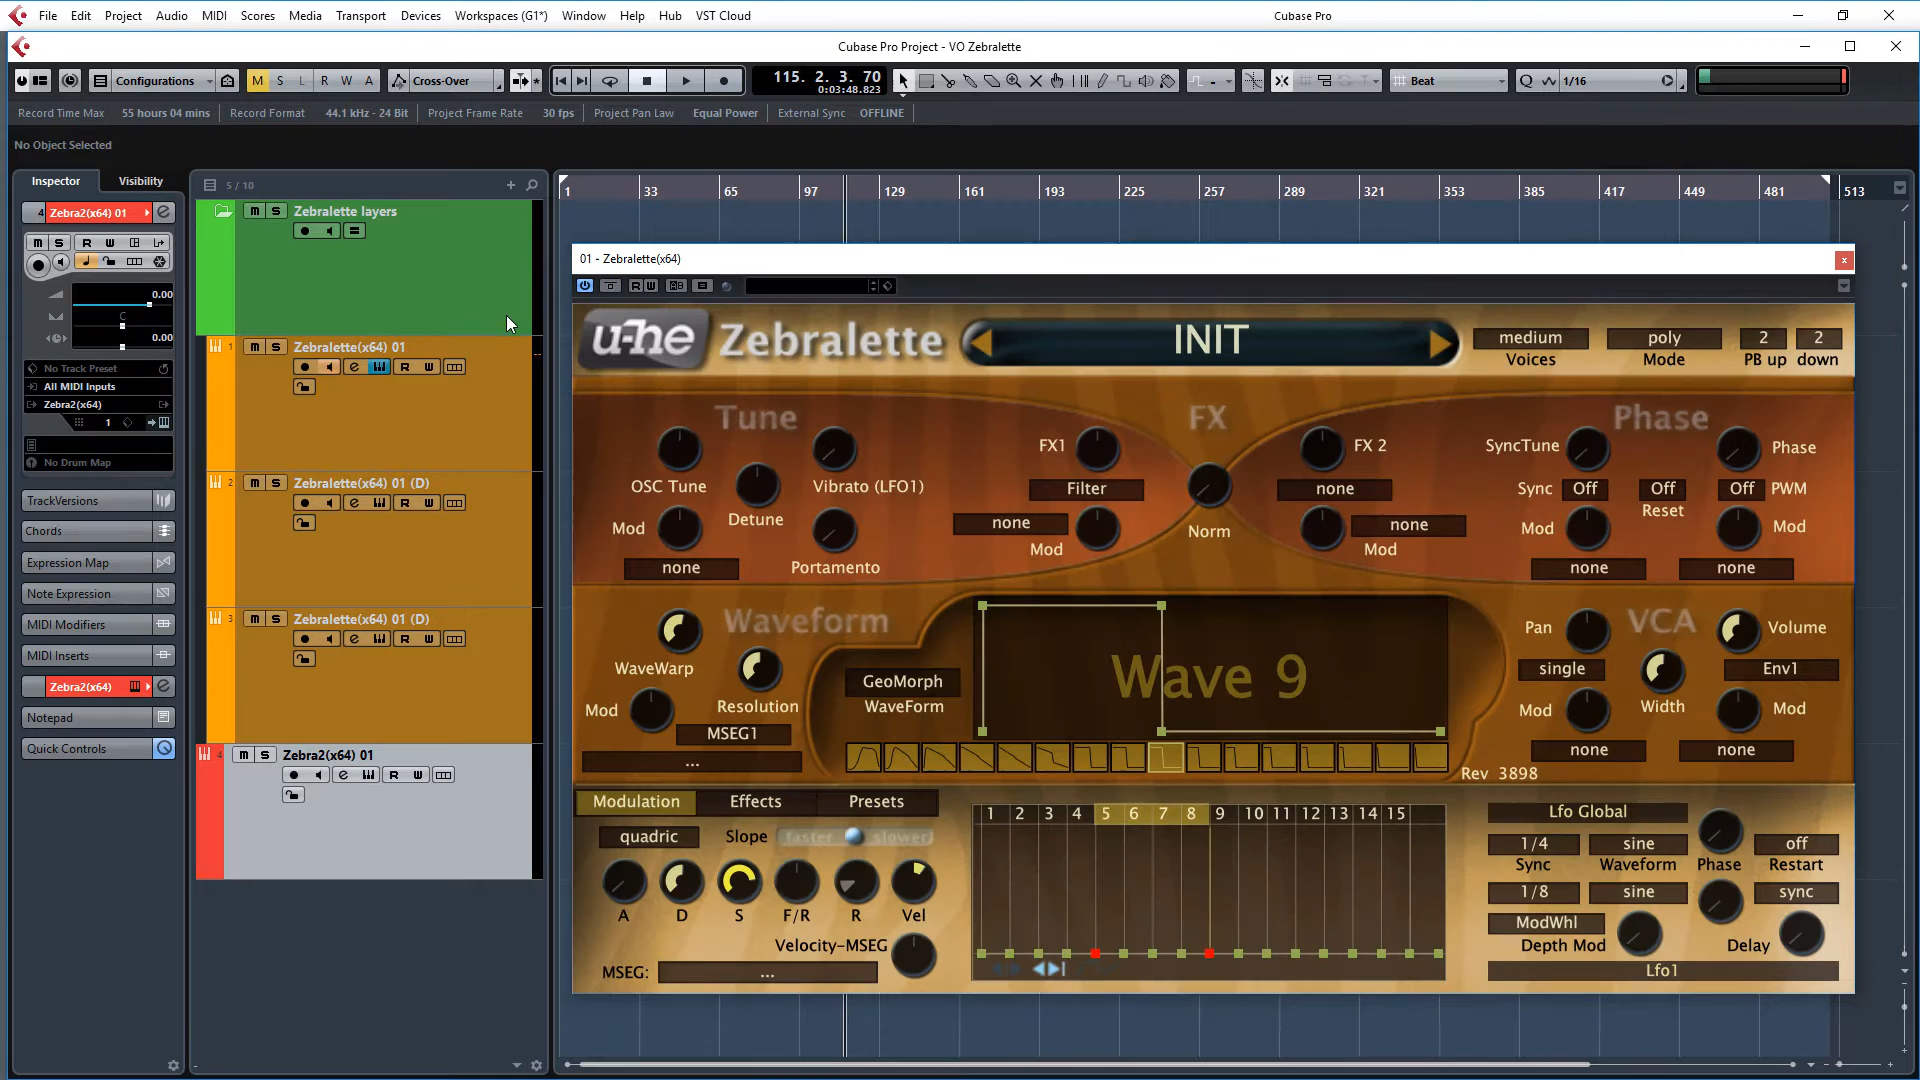 File Edit Project Audio MIDI Scores Media Transport Devices Workspaces (G1*) Window Help Hub VST Cloud Cubase Pro
Cubase Pro Project - VO Zebralette
Configurations M S L R W A Cross-Over 115. 2. 3. 70 Beat Q 1/16
0:03:48.823
Record Time Max 55 hours 04 mins Record Format 44.1 kHz - 24 Bit Project Frame Rate 30 fps Project Pan Law Equal Power External Sync OFFLINE
No Object Selected
Inspector Visibility 5 / 10
1 33 65 97 129 161 193 225 257 289 321 353 385 417 449 481 513
4 Zebra2(x64) 01
m S R W
0.00
C
0.00
No Track Preset
All MIDI Inputs
Zebra2(x64)
1
No Drum Map
TrackVersions
Chords
Expression Map
Note Expression
MIDI Modifiers
MIDI Inserts
Zebra2(x64)
Notepad
Quick Controls
m S Zebralette layers
1 m S Zebralette(x64) 01
R W
2 m S Zebralette(x64) 01 (D)
R W
3 m S Zebralette(x64) 01 (D)
R W
4 m S Zebra2(x64) 01
R W
01 - Zebralette(x64)
R W
u-he Zebralette INIT
medium poly 2 2
Voices Mode PB up down
Tune FX Phase
OSC Tune Vibrato (LFO1)
Detune
Mod
none Portamento
FX1 FX 2
Filter none
none none
Mod Norm Mod
SyncTune Phase
Sync Off Off Off PWM
Reset
Mod Mod
none none
Waveform
WaveWarp
Mod Resolution
MSEG1
...
GeoMorph
WaveForm
Wave 9
Rev 3898
Pan VCA Volume
single Env1
Mod Width Mod
none none
Modulation Effects Presets
quadric Slope faster slower
A D S F/R R Vel
Velocity-MSEG
MSEG: ...
1 2 3 4 5 6 7 8 9 10 11 12 13 14 15
Lfo Global
1/4 sine off
Sync Waveform Phase Restart
1/8 sine sync
ModWhl
Depth Mod Delay
Lfo1